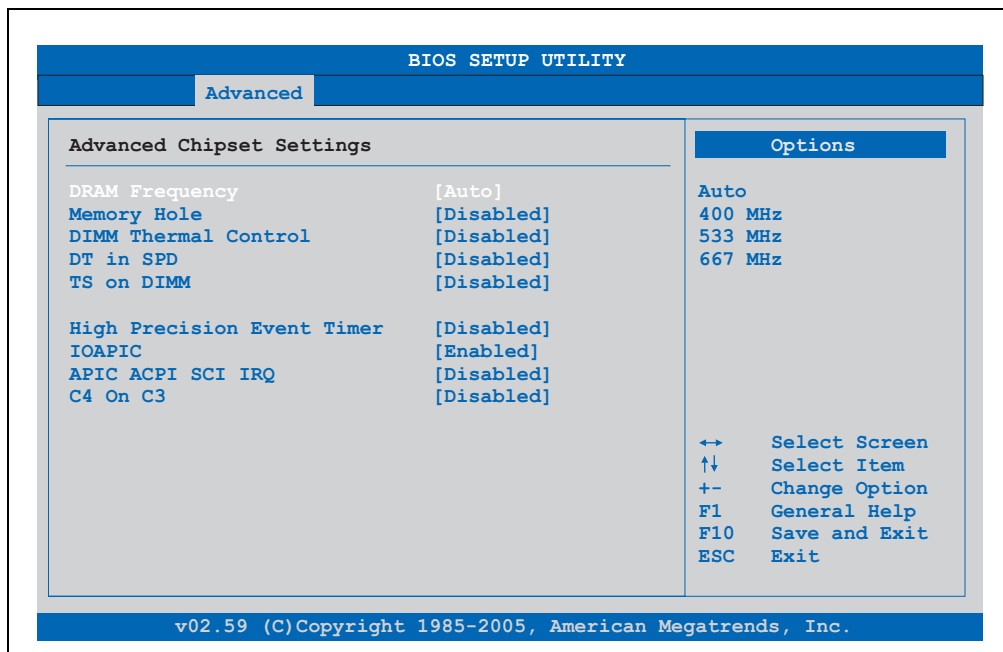 BIOS SETUP UTILITY
Advanced
Advanced Chipset Settings
DRAM Frequency [Auto]
Memory Hole [Disabled]
DIMM Thermal Control [Disabled]
DT in SPD [Disabled]
TS on DIMM [Disabled]
High Precision Event Timer [Disabled]
IOAPIC [Enabled]
APIC ACPI SCI IRQ [Disabled]
C4 On C3 [Disabled]
Options
Auto
400 MHz
533 MHz
667 MHz
↔ Select Screen
↑↓ Select Item
+- Change Option
F1 General Help
F10 Save and Exit
ESC Exit
v02.59 (C)Copyright 1985-2005, American Megatrends, Inc.